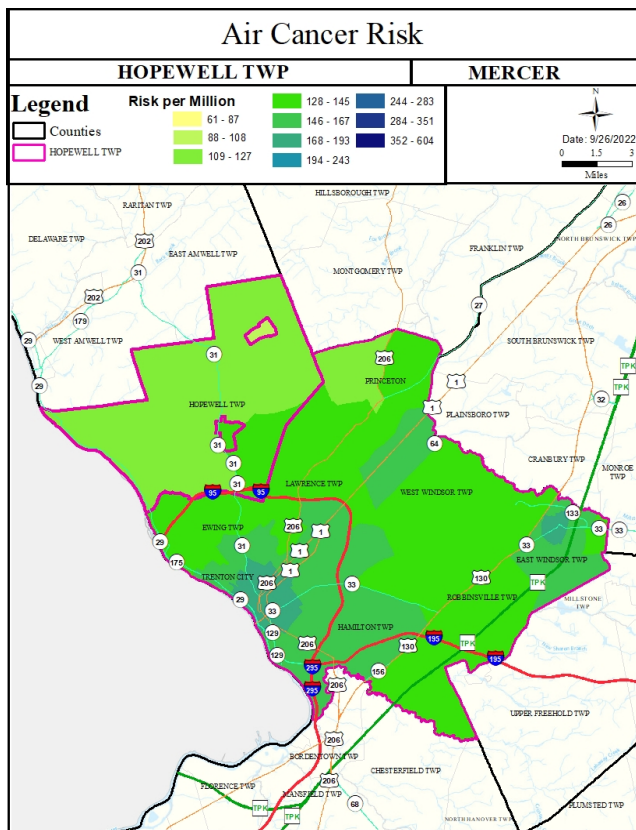 Air Cancer Risk
HOPEWELL TWP
MERCER
Legend
Counties
HOPEWELL TWP
Risk per Million
61 - 87
88 - 108
109 - 127
128 - 145
146 - 167
168 - 193
194 - 243
244 - 283
284 - 351
352 - 604
N
Date: 9/26/2022
0 1.5 3
Miles
HILLSBOROUGH TWP
RARITAN TWP
26
202
DELAWARE TWP
26
NORTH BRUNSWICK TWP
EAST AMWELL TWP
FRANKLIN TWP
31
MONTGOMERY TWP
202
27
179
29
WEST AMWELL TWP
SOUTH BRUNSWICK TWP
31
206
TPK
29
PRINCETON
1
TPK
32
HOPEWELL TWP
1
PLAINSBORO TWP
31
64
CRANBURY TWP
31
MONROE TWP
31
LAWRENCE TWP
95
95
WEST WINDSOR TWP
133
EWING TWP
206
1
33
33
29
31
1
33
175
1
EAST WINDSOR TWP
TRENTON CITY
206
33
130
TPK
29
33
ROBBINSVILLE TWP
MILLSTONE TWP
129
HAMILTON TWP
129
206
130
195
TPK
295
156
195
295
206
UPPER FREEHOLD TWP
206
BORDENTOWN TWP
CHESTERFIELD TWP
206
FLORENCE TWP
MANSFIELD TWP
TPK
68
PLUMSTED TWP
TPK
NORTH HANOVER TWP